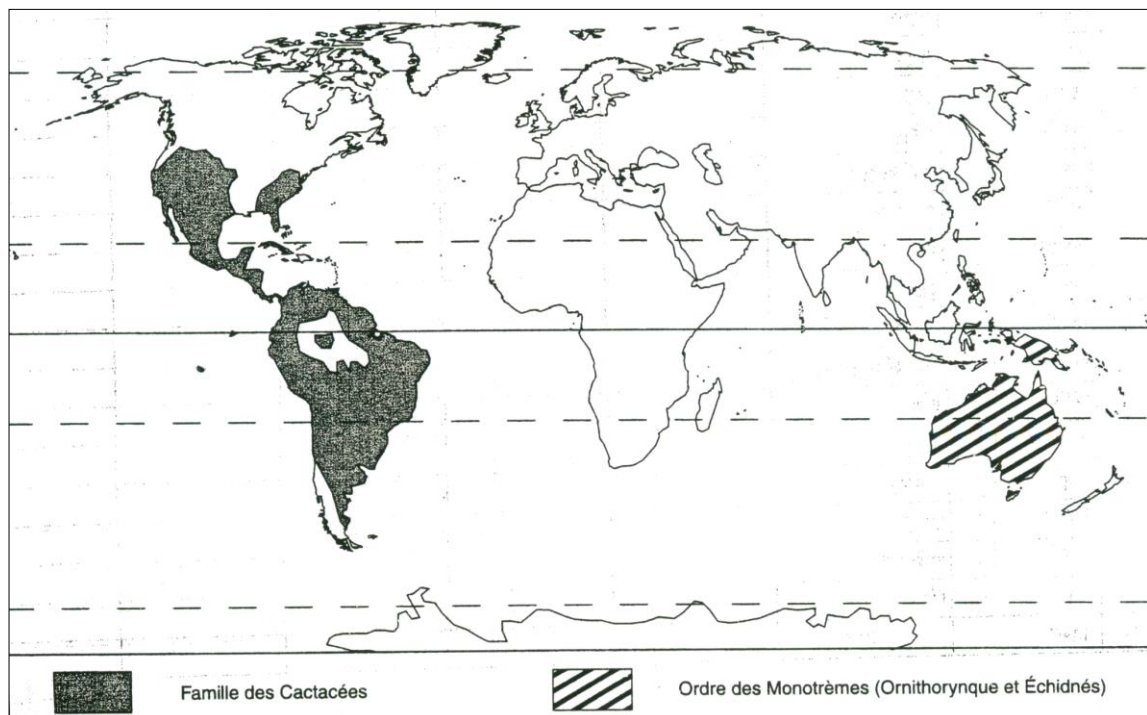 Famille des Cactacées
Ordre des Monotrèmes (Ornithorynque et Échidnés)